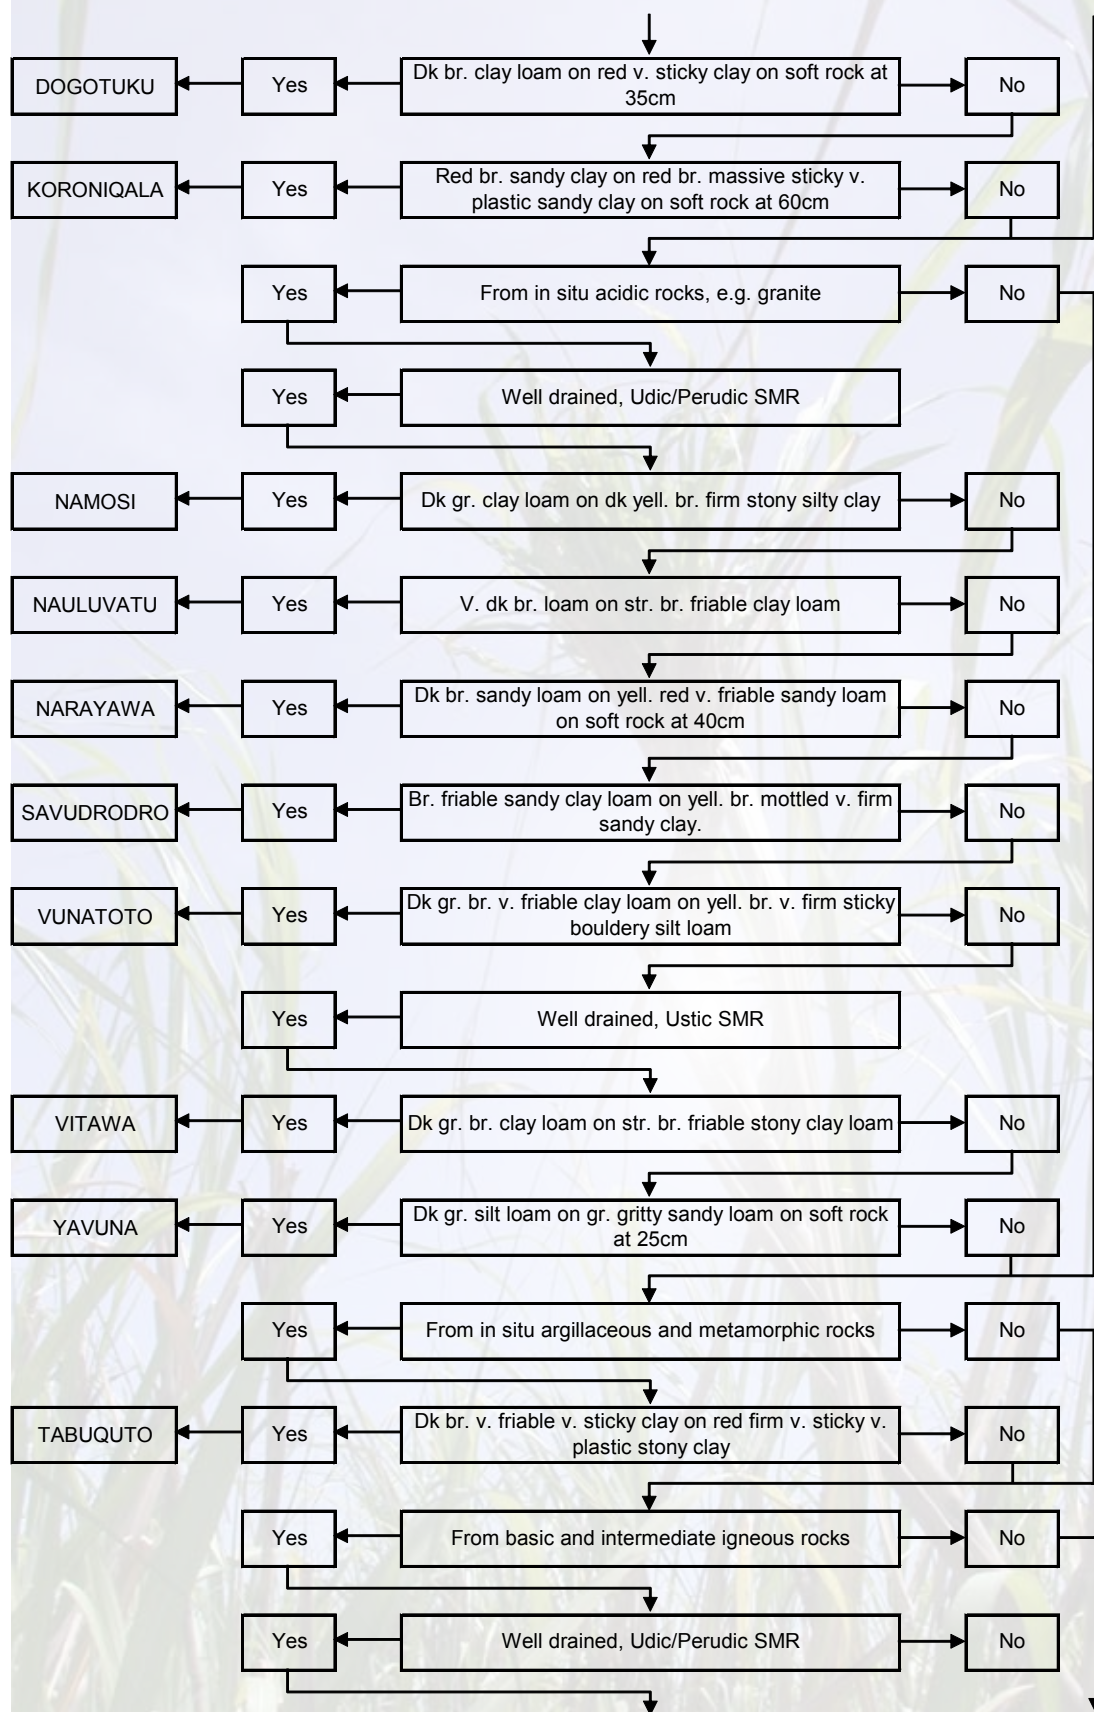 DOGOTUKU
Yes
Dk br. clay loam on red v. sticky clay on soft rock at
35cm
No
KORONIQALA
Yes
Red br. sandy clay on red br. massive sticky v.
plastic sandy clay on soft rock at 60cm
No
Yes
From in situ acidic rocks, e.g. granite
No
Yes
Well drained, Udic/Perudic SMR
NAMOSI
Yes
Dk gr. clay loam on dk yell. br. firm stony silty clay
No
NAULUVATU
Yes
V. dk br. loam on str. br. friable clay loam
No
NARAYAWA
Yes
Dk br. sandy loam on yell. red v. friable sandy loam
on soft rock at 40cm
No
SAVUDRODRO
Yes
Br. friable sandy clay loam on yell. br. mottled v. firm
sandy clay.
No
VUNATOTO
Yes
Dk gr. br. v. friable clay loam on yell. br. v. firm sticky
bouldery silt loam
No
Yes
Well drained, Ustic SMR
VITAWA
Yes
Dk gr. br. clay loam on str. br. friable stony clay loam
No
YAVUNA
Yes
Dk gr. silt loam on gr. gritty sandy loam on soft rock
at 25cm
No
Yes
From in situ argillaceous and metamorphic rocks
No
TABUQUTO
Yes
Dk br. v. friable v. sticky clay on red firm v. sticky v.
plastic stony clay
No
Yes
From basic and intermediate igneous rocks
No
Yes
Well drained, Udic/Perudic SMR
No